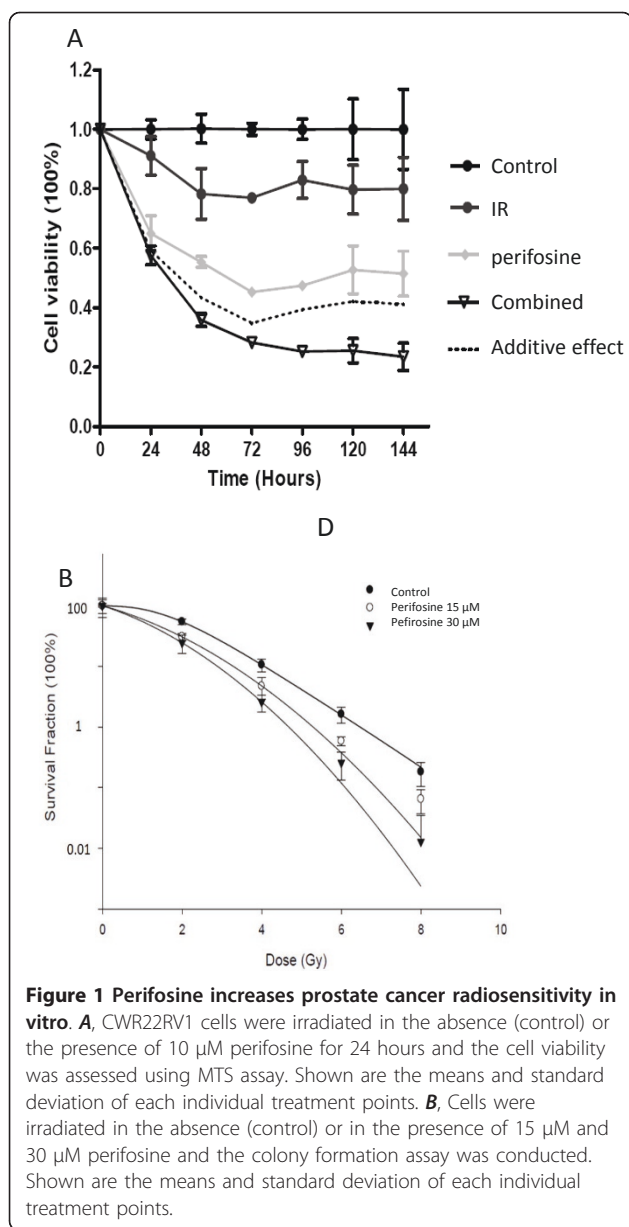 A
1.2
1.0
0.8
0.6
0.4
0.2
0.0
Cell viability (100%)
0 24 48 72 96 120 144
Time (Hours)
Control
IR
perifosine
Combined
Additive effect
D
B
Control
Perifosine 15 µM
Pefirosine 30 µM
100
1
0.01
Survival Fraction (100%)
0 2 4 6 8 10
Dose (Gy)
Figure 1 Perifosine increases prostate cancer radiosensitivity in
vitro. A, CWR22RV1 cells were irradiated in the absence (control) or
the presence of 10 µM perifosine for 24 hours and the cell viability
was assessed using MTS assay. Shown are the means and standard
deviation of each individual treatment points. B, Cells were
irradiated in the absence (control) or in the presence of 15 µM and
30 µM perifosine and the colony formation assay was conducted.
Shown are the means and standard deviation of each individual
treatment points.